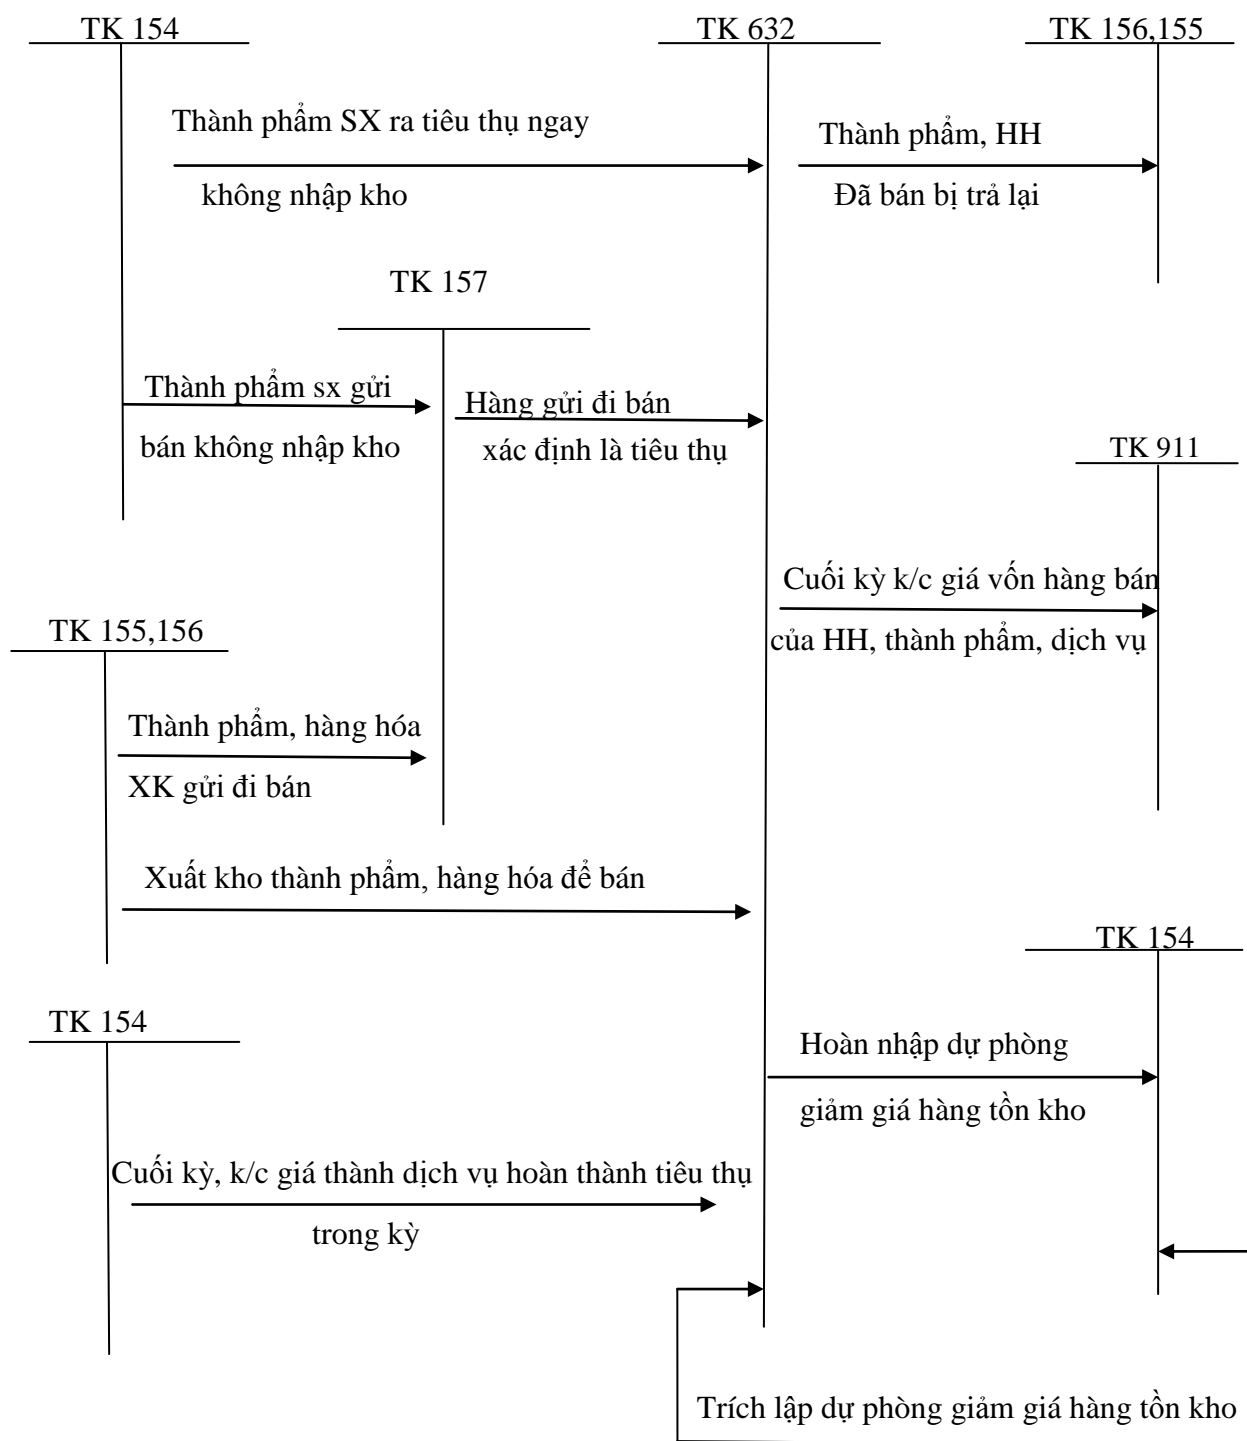 TK 154
TK 632
TK 156,155
Thành phẩm SX ra tiêu thụ ngay
không nhập kho
Thành phẩm, HH
Đã bán bị trả lại
TK 157
Thành phẩm sx gửi
bán không nhập kho
Hàng gửi đi bán
xác định là tiêu thụ
TK 911
Cuối kỳ k/c giá vốn hàng bán
của HH, thành phẩm, dịch vụ
TK 155,156
Thành phẩm, hàng hóa
XK gửi đi bán
Xuất kho thành phẩm, hàng hóa để bán
TK 154
TK 154
Hoàn nhập dự phòng
giảm giá hàng tồn kho
Cuối kỳ, k/c giá thành dịch vụ hoàn thành tiêu thụ
trong kỳ
Trích lập dự phòng giảm giá hàng tồn kho